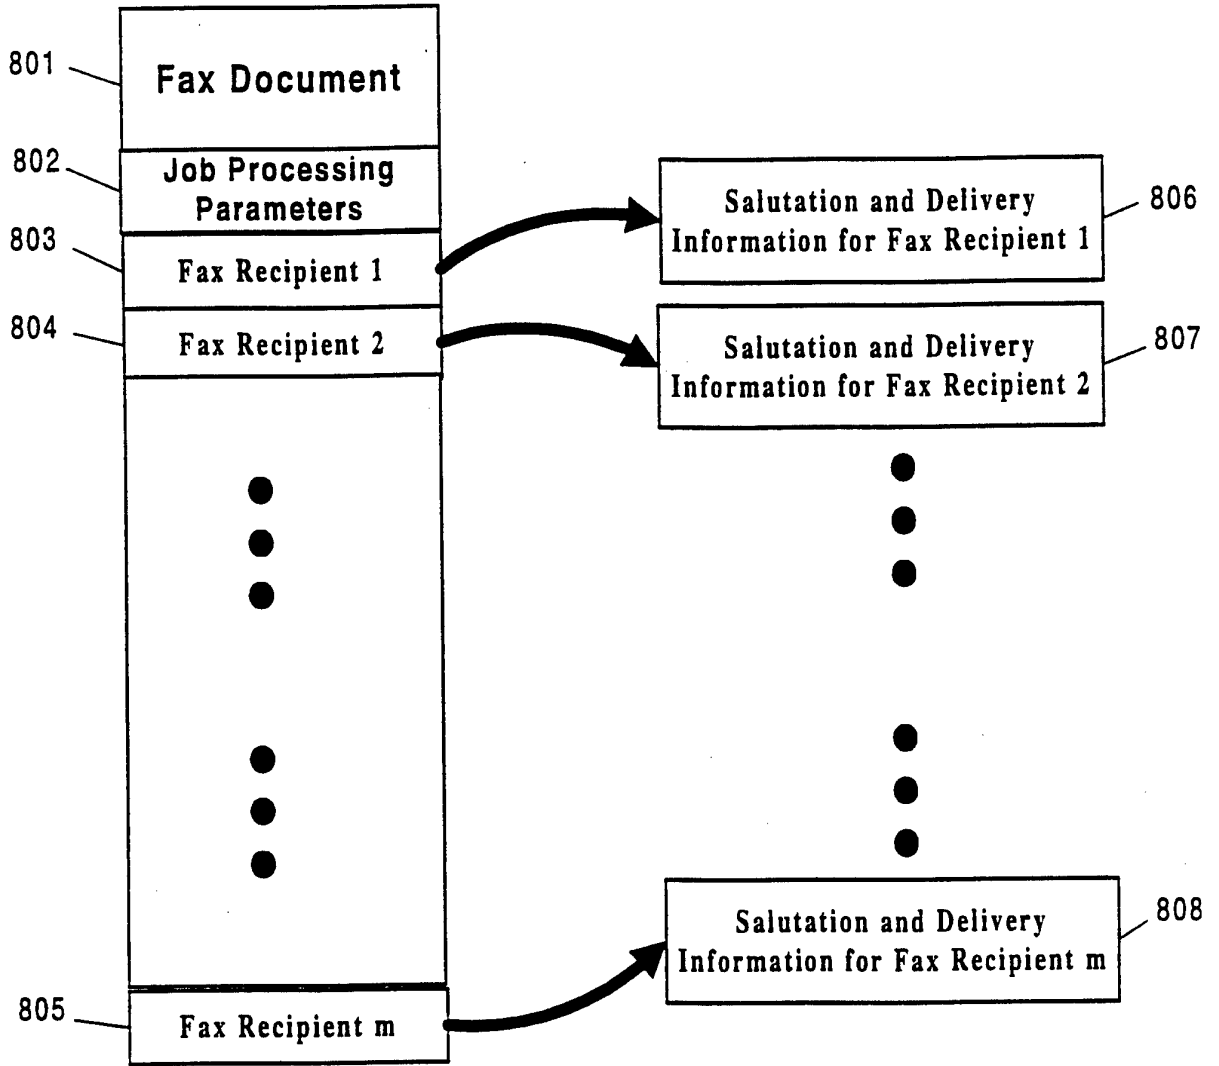 801
Fax Document
802
Job Processing
Parameters
803
Fax Recipient 1
804
Fax Recipient 2
Salutation and Delivery
Information for Fax Recipient 1
806
Salutation and Delivery
Information for Fax Recipient 2
807
Salutation and Delivery
Information for Fax Recipient m
808
805
Fax Recipient m